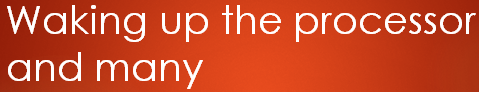 Waking up the processor
and many